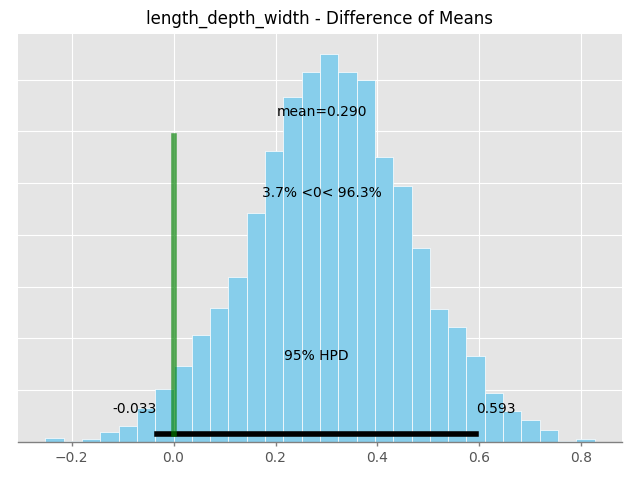 length_depth_width - Difference of Means
mean=0.290
3.7% <0< 96.3%
95% HPD
-0.033
0.593
−0.2
0.0
0.2
0.4
0.6
0.8